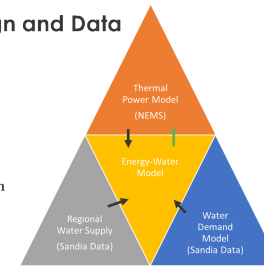 gn and Data
Thermal
Power Model
(NEMS)
Energy-Water
Model
n
Regional
Water Supply
(Sandia Data)
Water
Demand
Model
(Sandia Data)